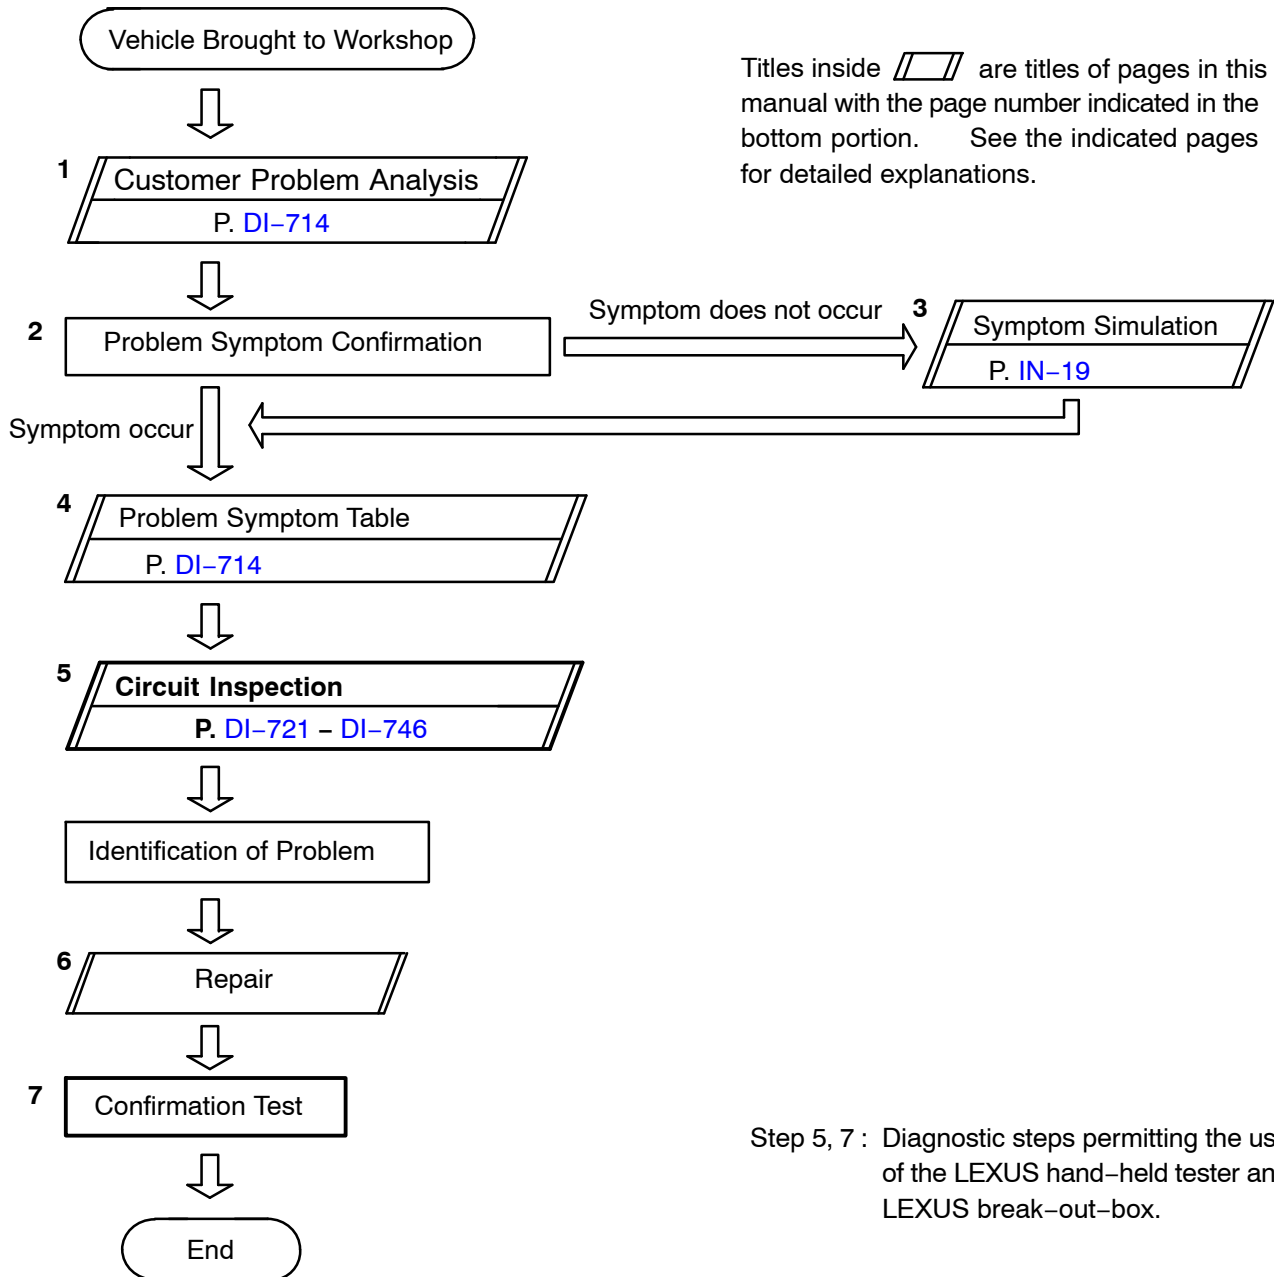 Vehicle Brought to Workshop
Titles inside are titles of pages in this
manual with the page number indicated in the
bottom portion. See the indicated pages
for detailed explanations.
1
Customer Problem Analysis
P. DI–714
2
Problem Symptom Confirmation
Symptom does not occur
3
Symptom Simulation
P. IN–19
Symptom occur
4
Problem Symptom Table
P. DI–714
5
Circuit Inspection
P. DI–721 – DI–746
Identification of Problem
6
Repair
7
Confirmation Test
Step 5, 7 : Diagnostic steps permitting the
of the LEXUS hand–held tester
LEXUS break–out–box.
End